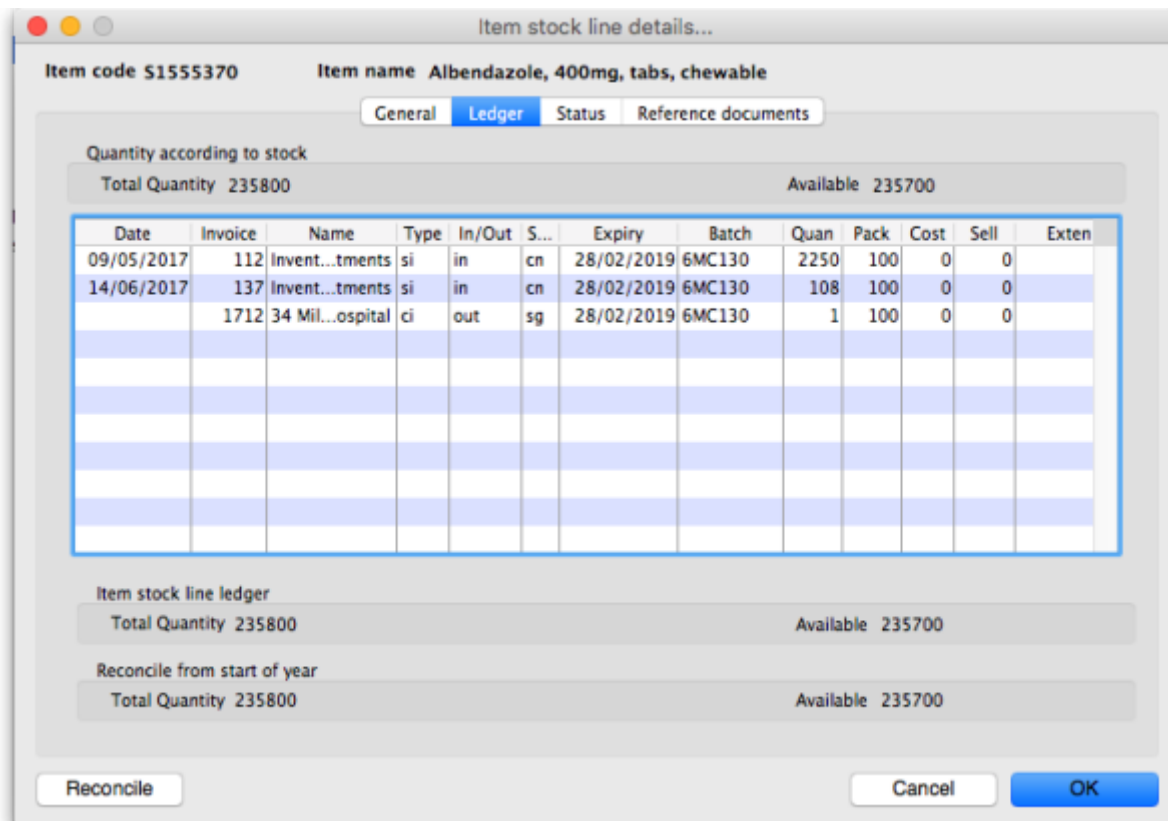 Item stock line details...
Item code S1555370 Item name Albendazole, 400mg, tabs, chewable
General Ledger Status Reference documents
Quantity according to stock
Total Quantity 235800 Available 235700
Date Invoice Name Type In/Out S... Expiry Batch Quan Pack Cost Sell Exten
09/05/2017 112 Invent...tments si in cn 28/02/2019 6MC130 2250 100 0 0
14/06/2017 137 Invent...tments si in cn 28/02/2019 6MC130 108 100 0 0
1712 34 Mil...ospital ci out sg 28/02/2019 6MC130 1 100 0 0
Item stock line ledger
Total Quantity 235800 Available 235700
Reconcile from start of year
Total Quantity 235800 Available 235700
Reconcile Cancel OK